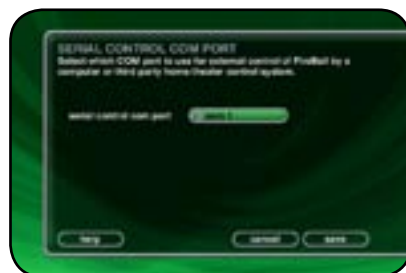 SERIAL CONTROL COM PORT
Select which COM port to use for external control of FireBall by a
computer or third party home theater control system.
serial control com port
help cancel save